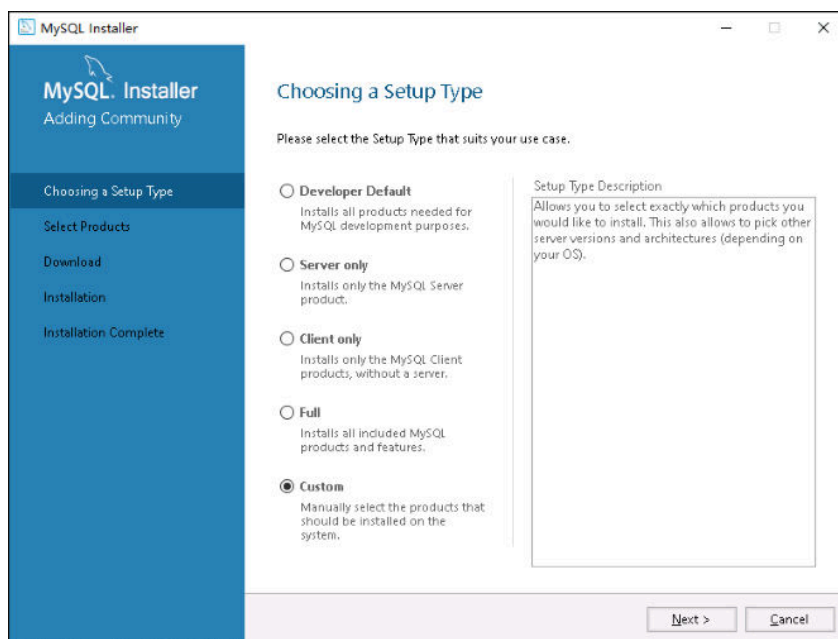 MySQL Installer
MySQL. Installer
Adding Community
Choosing a Setup Type
Select Products
Download
Installation
Installation Complete
Choosing a Setup Type
Please select the Setup Type that suits your use case.
Developer Default
Installs all products needed for
MySQL development purposes.
Server only
Installs only the MySQL Server
product.
Client only
Installs only the MySQL Client
products, without a server.
Full
Installs all included MySQL
products and features.
Custom
Manually select the products that
should be installed on the
system.
Setup Type Description
Allows you to select exactly which products you
would like to install. This also allows to pick other
server versions and architectures (depending on
your OS).
Next >
Cancel